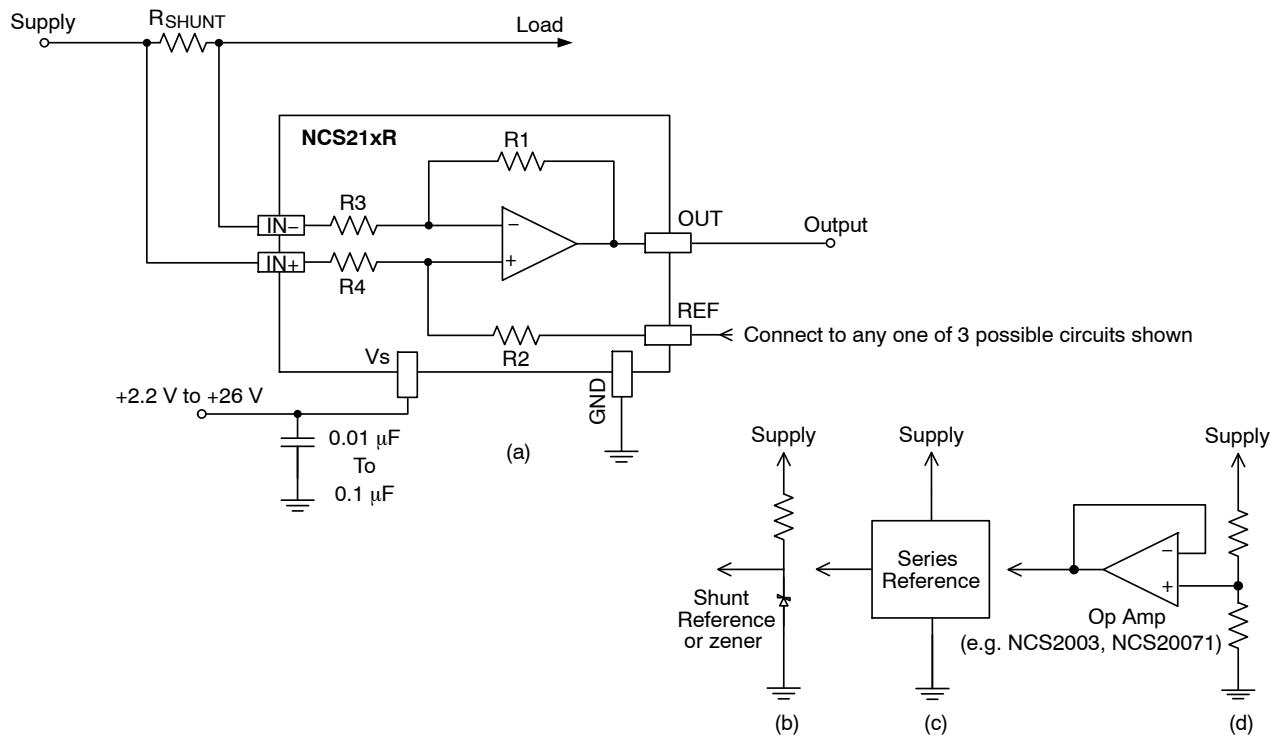 Supply
RSHUNT
Load
NCS21xR
R1
R3
IN−
−
OUT
Output
IN+
+
R4
REF
Connect to any one of 3 possible circuits shown
R2
Vs
GND
+2.2 V to +26 V
0.01 μF
To
0.1 μF
(a)
Supply
Shunt
Reference
or zener
(b)
Supply
Series
Reference
(c)
Supply
−
+
Op Amp
(e.g. NCS2003, NCS20071)
(d)